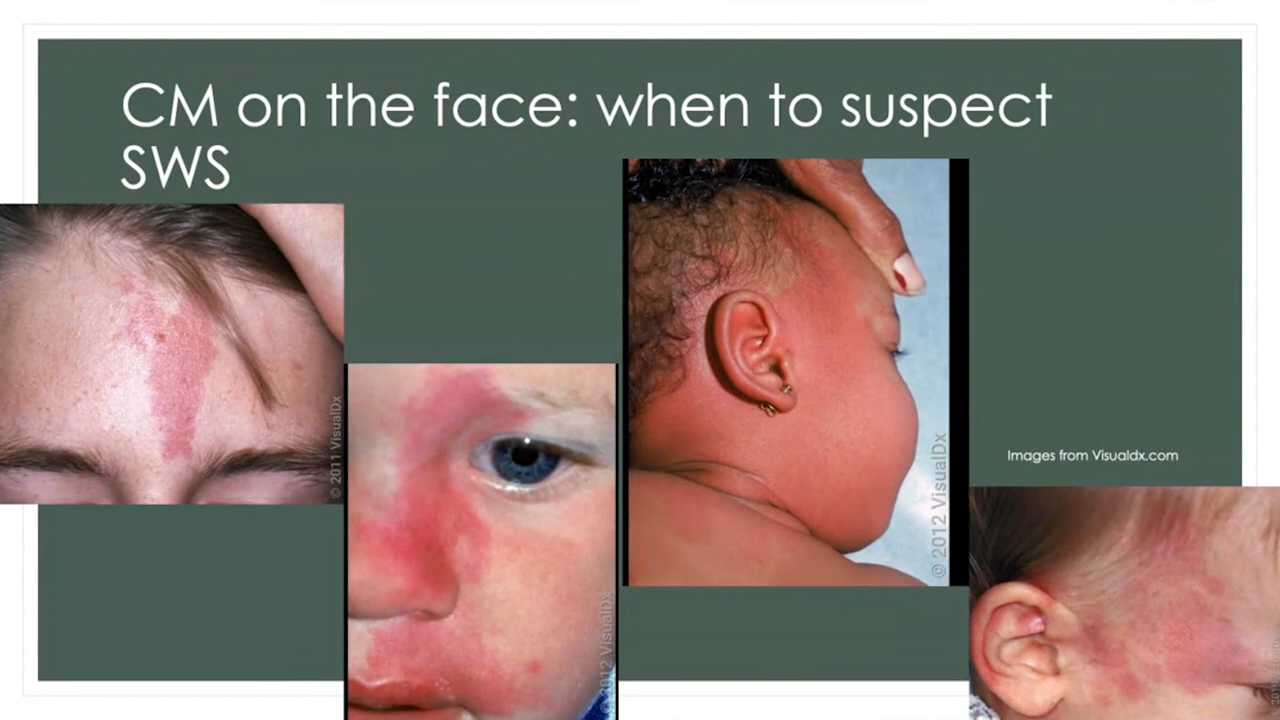 CM on the face: when to suspect
SWS
© 2011 VisualDx
© 2012 VisualDx
© 2012 VisualDx
Images from Visualdx.com